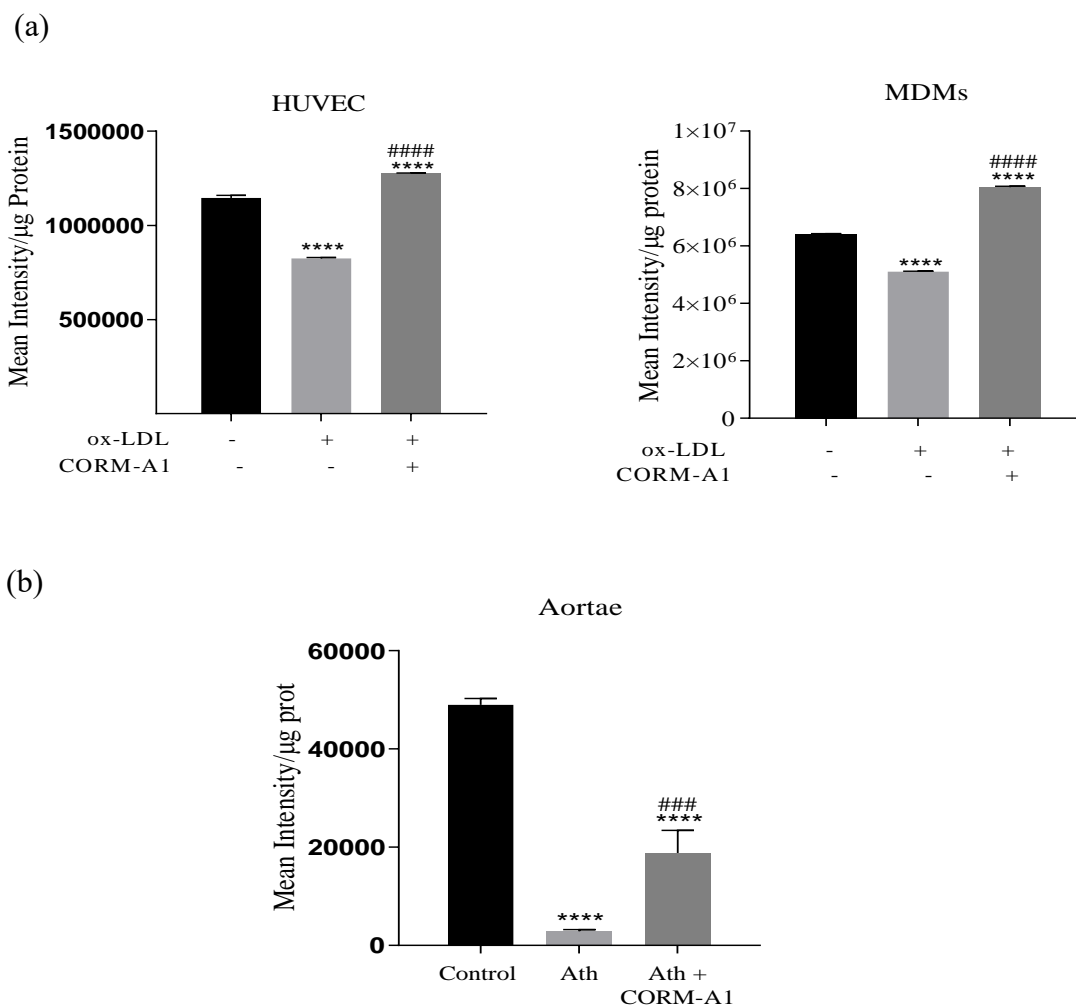 (a)
HUVEC
Mean Intensity/µg Protein
1500000
1000000
500000
####
****
****
ox-LDL - + +
CORM-A1 - - +
MDMs
Mean Intensity/µg protein
1×10⁷
8×10⁶
6×10⁶
4×10⁶
2×10⁶
0
####
****
****
ox-LDL - + +
CORM-A1 - - +
(b)
Aortae
Mean Intensity/µg prot
60000
40000
20000
0
###
****
****
Control Ath Ath +
CORM-A1